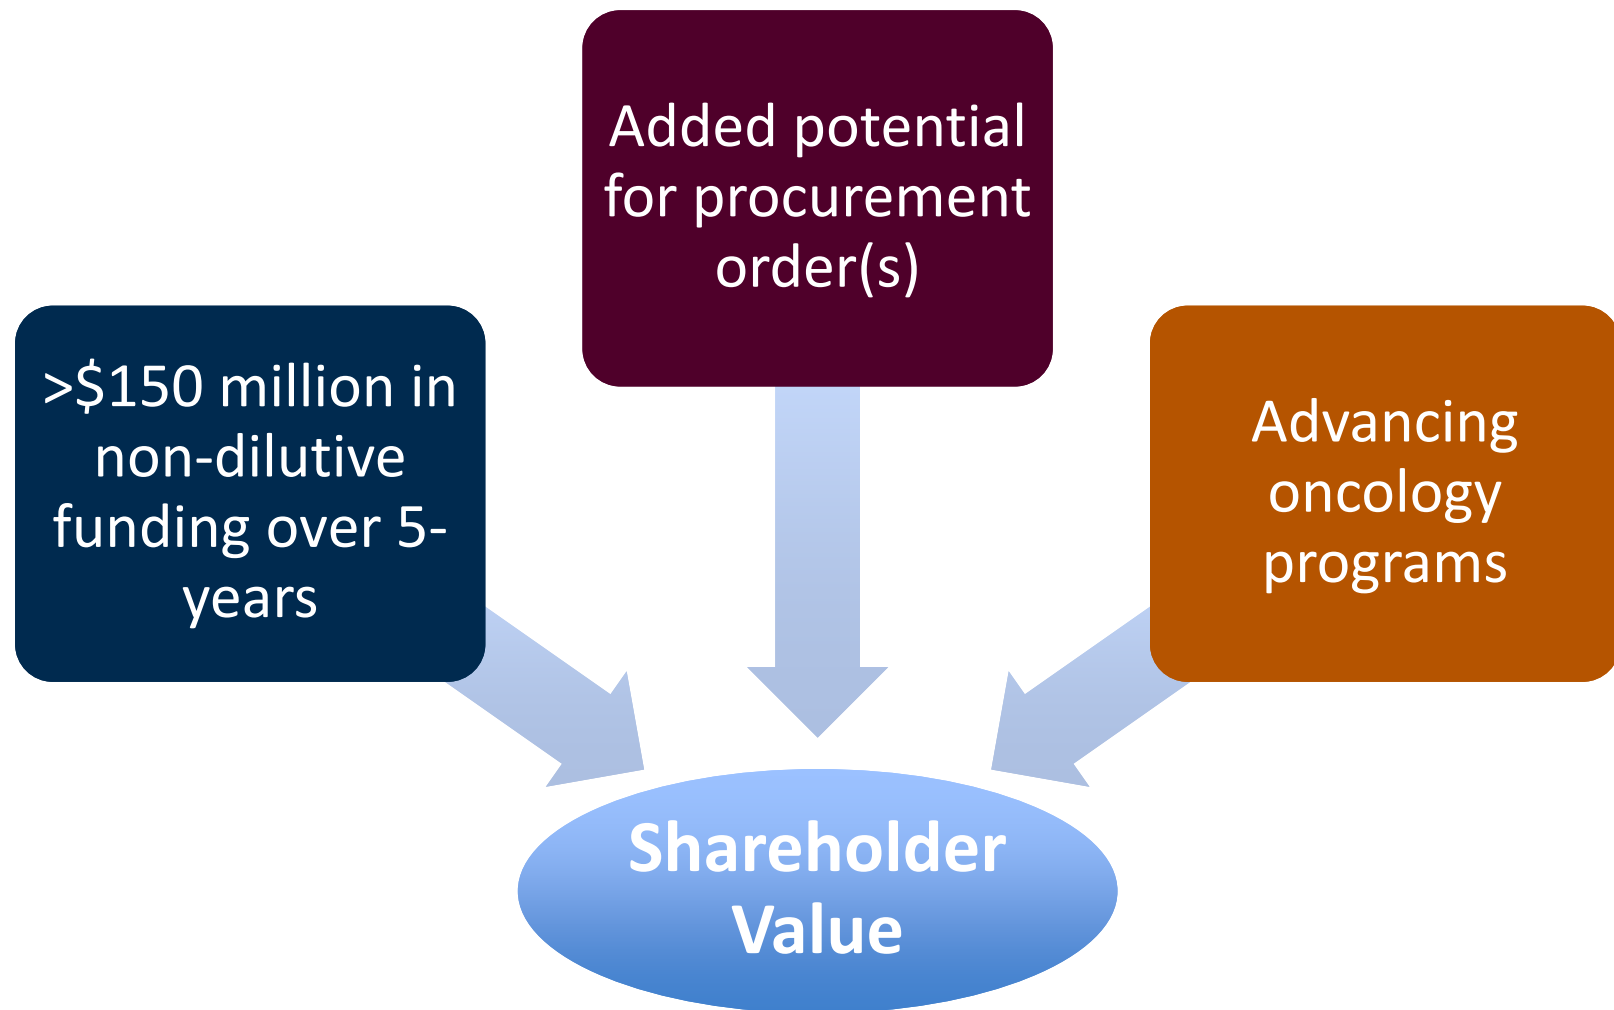 Added potential
for procurement
order(s)
>$150 million in
non-dilutive
funding over 5-
years
Advancing
oncology
programs
Shareholder
Value